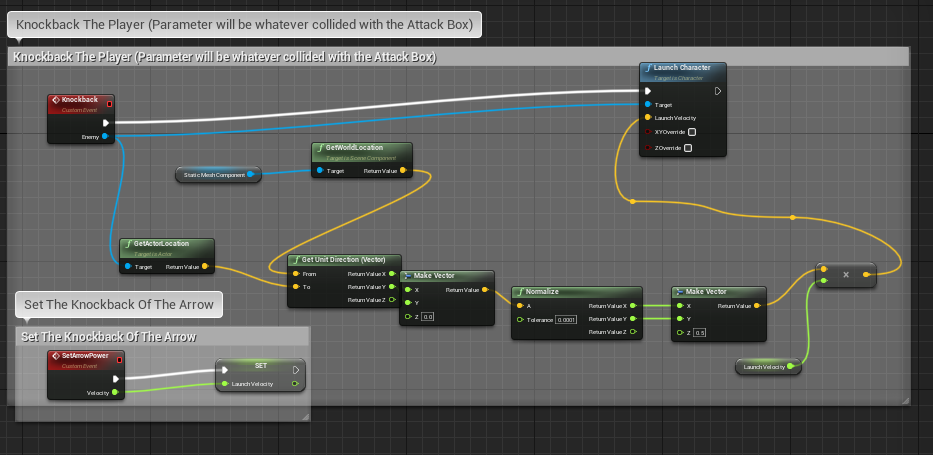 Knockback The Player (Parameter will be whatever collided with the Attack Box)
Knockback The Player (Parameter will be whatever collided with the Attack Box)
Launch Character
Target is Character
Target
Launch Velocity
XYOverride
ZOverride
Knockback
Custom Event
Enemy
GetWorldLocation
Target is Scene Component
Target Return Value
Static Mesh Component
GetActorLocation
Target is Actor
Target Return Value
Get Unit Direction (Vector)
From Return Value X
To Return Value Y
Return Value Z
Make Vector
X Return Value
Y
Z 0.0
Normalize
A Return Value X
Tolerance 0.0001 Return Value Y
Return Value Z
Make Vector
X Return Value
Y
Z 0.5
x
Launch Velocity
Set The Knockback Of The Arrow
Set The Knockback Of The Arrow
SetArrowPower
Custom Event
Velocity
SET
Launch Velocity